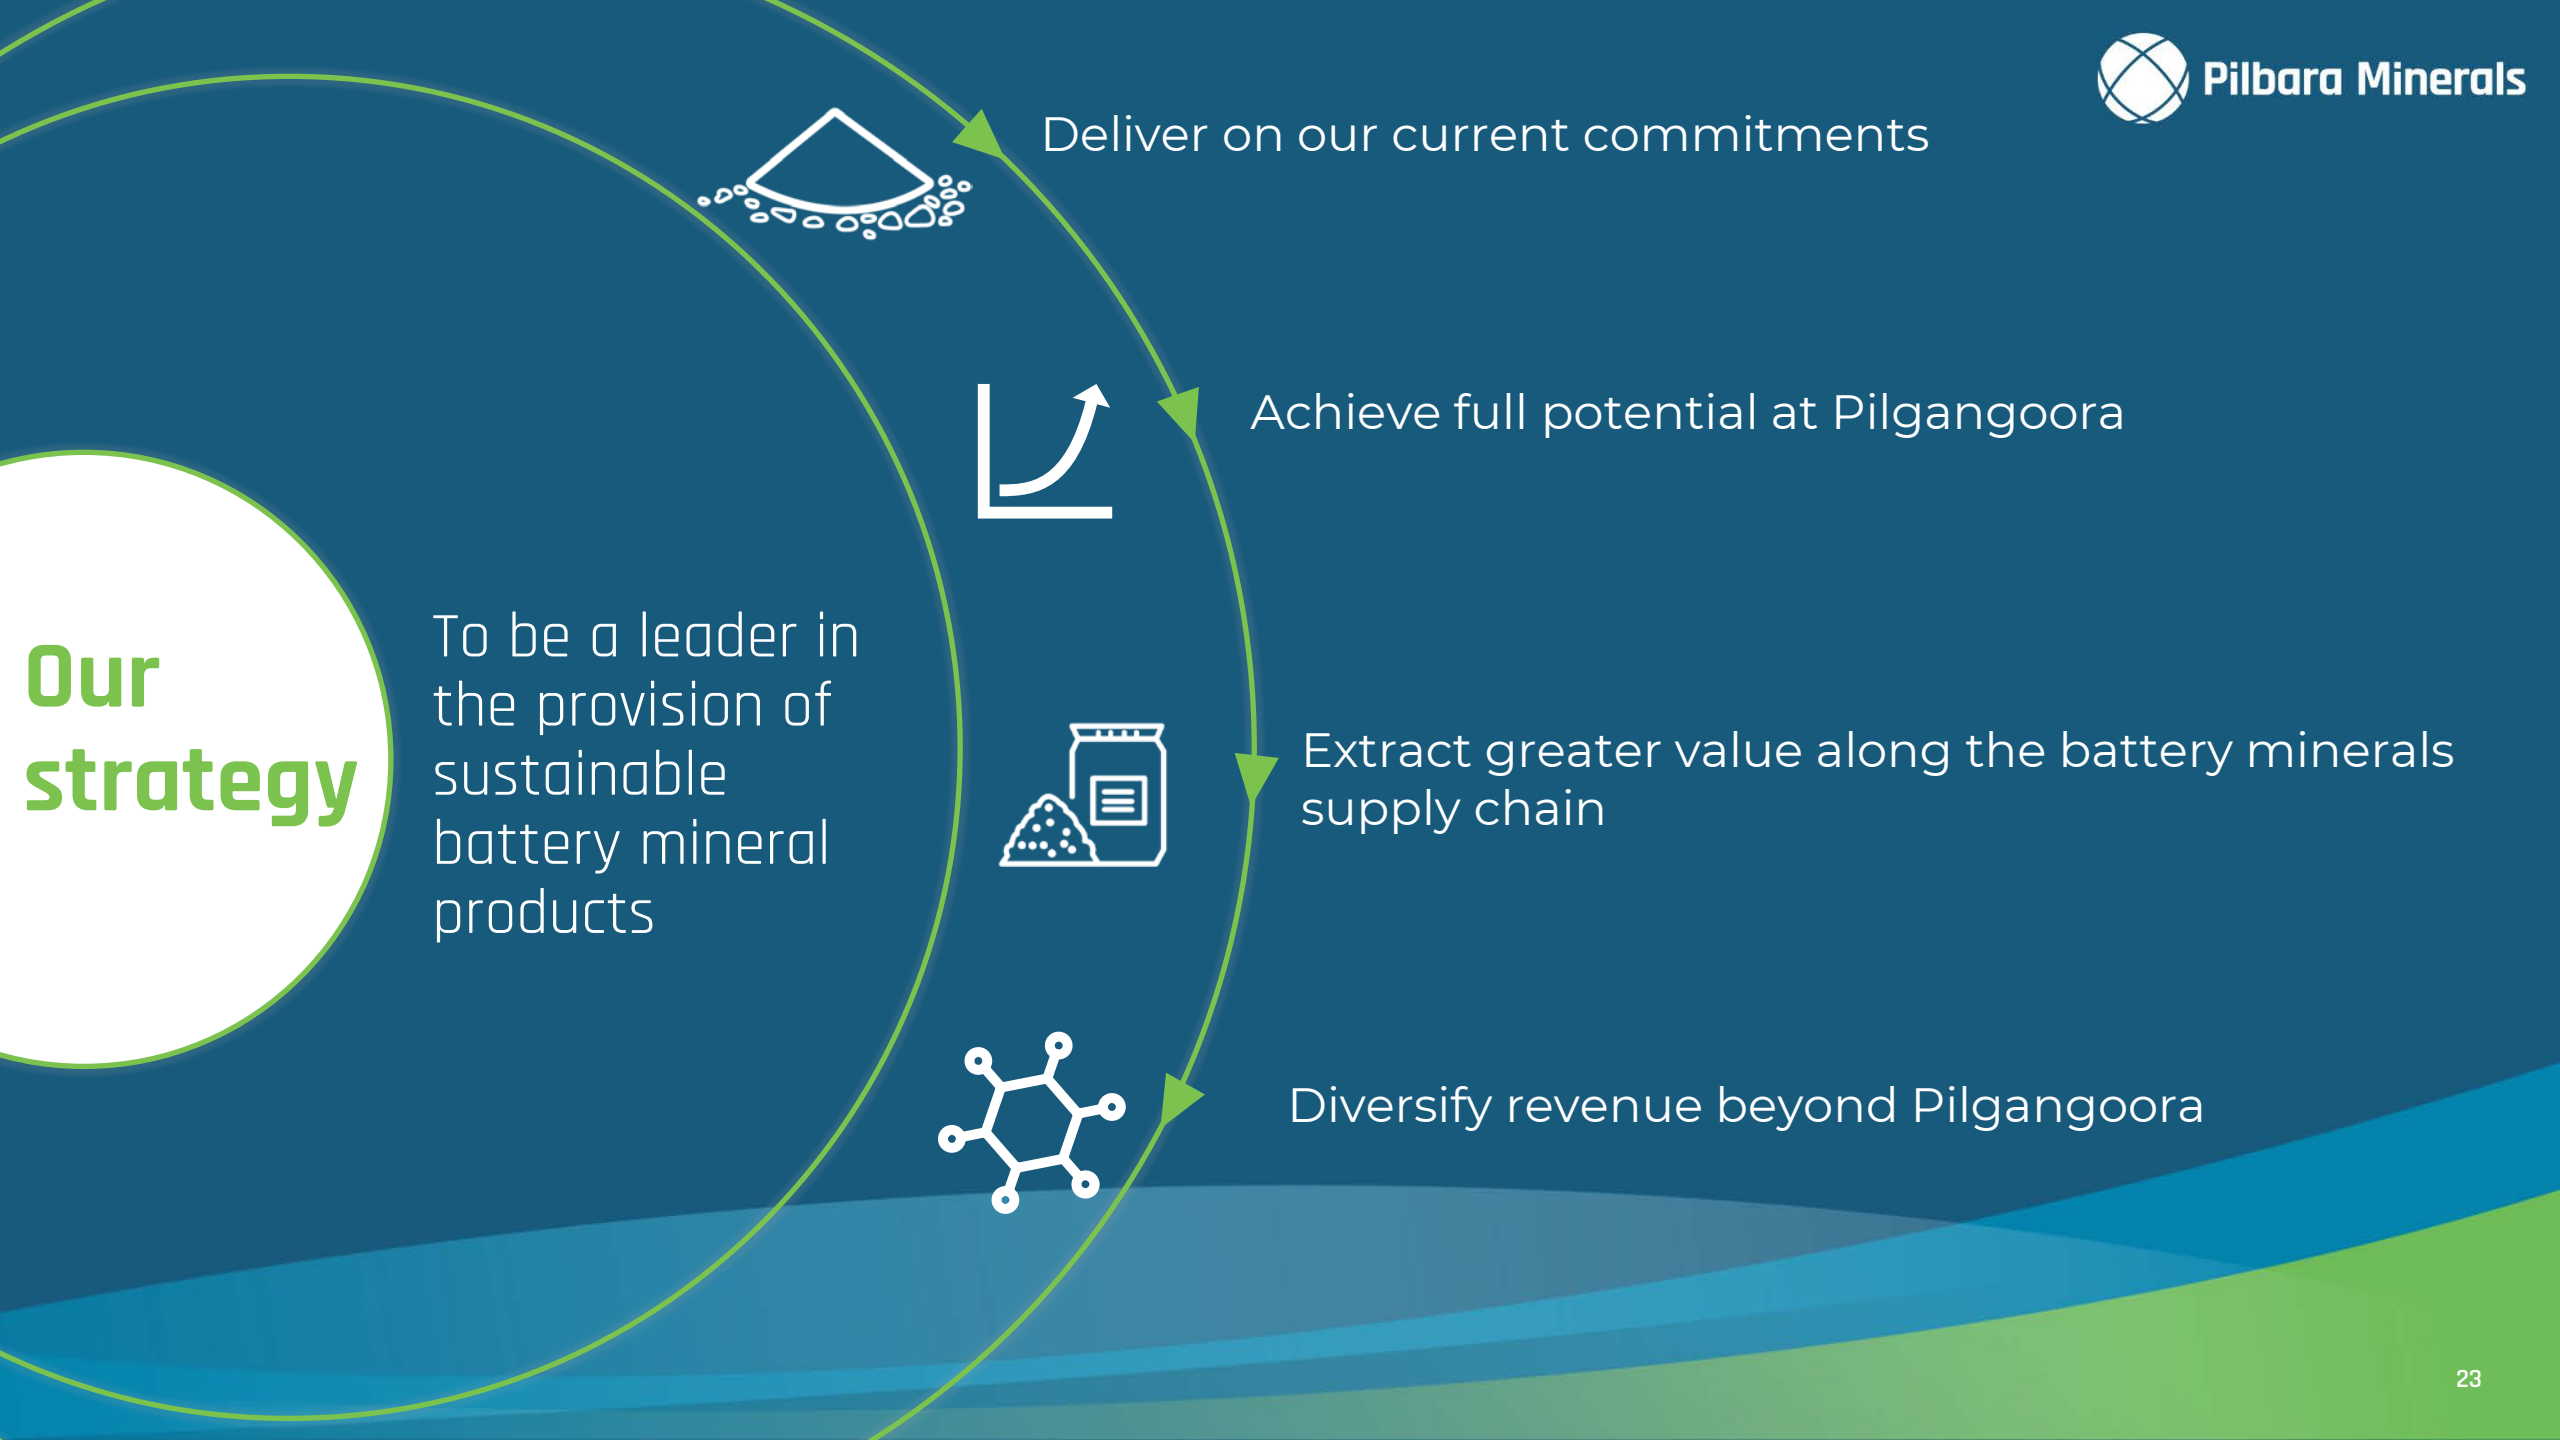 Pilbara Minerals
Deliver on our current commitments
Achieve full potential at Pilgangoora
Our
strategy
To be a leader in
the provision of
sustainable
battery mineral
products
Extract greater value along the battery minerals
supply chain
Diversify revenue beyond Pilgangoora
23